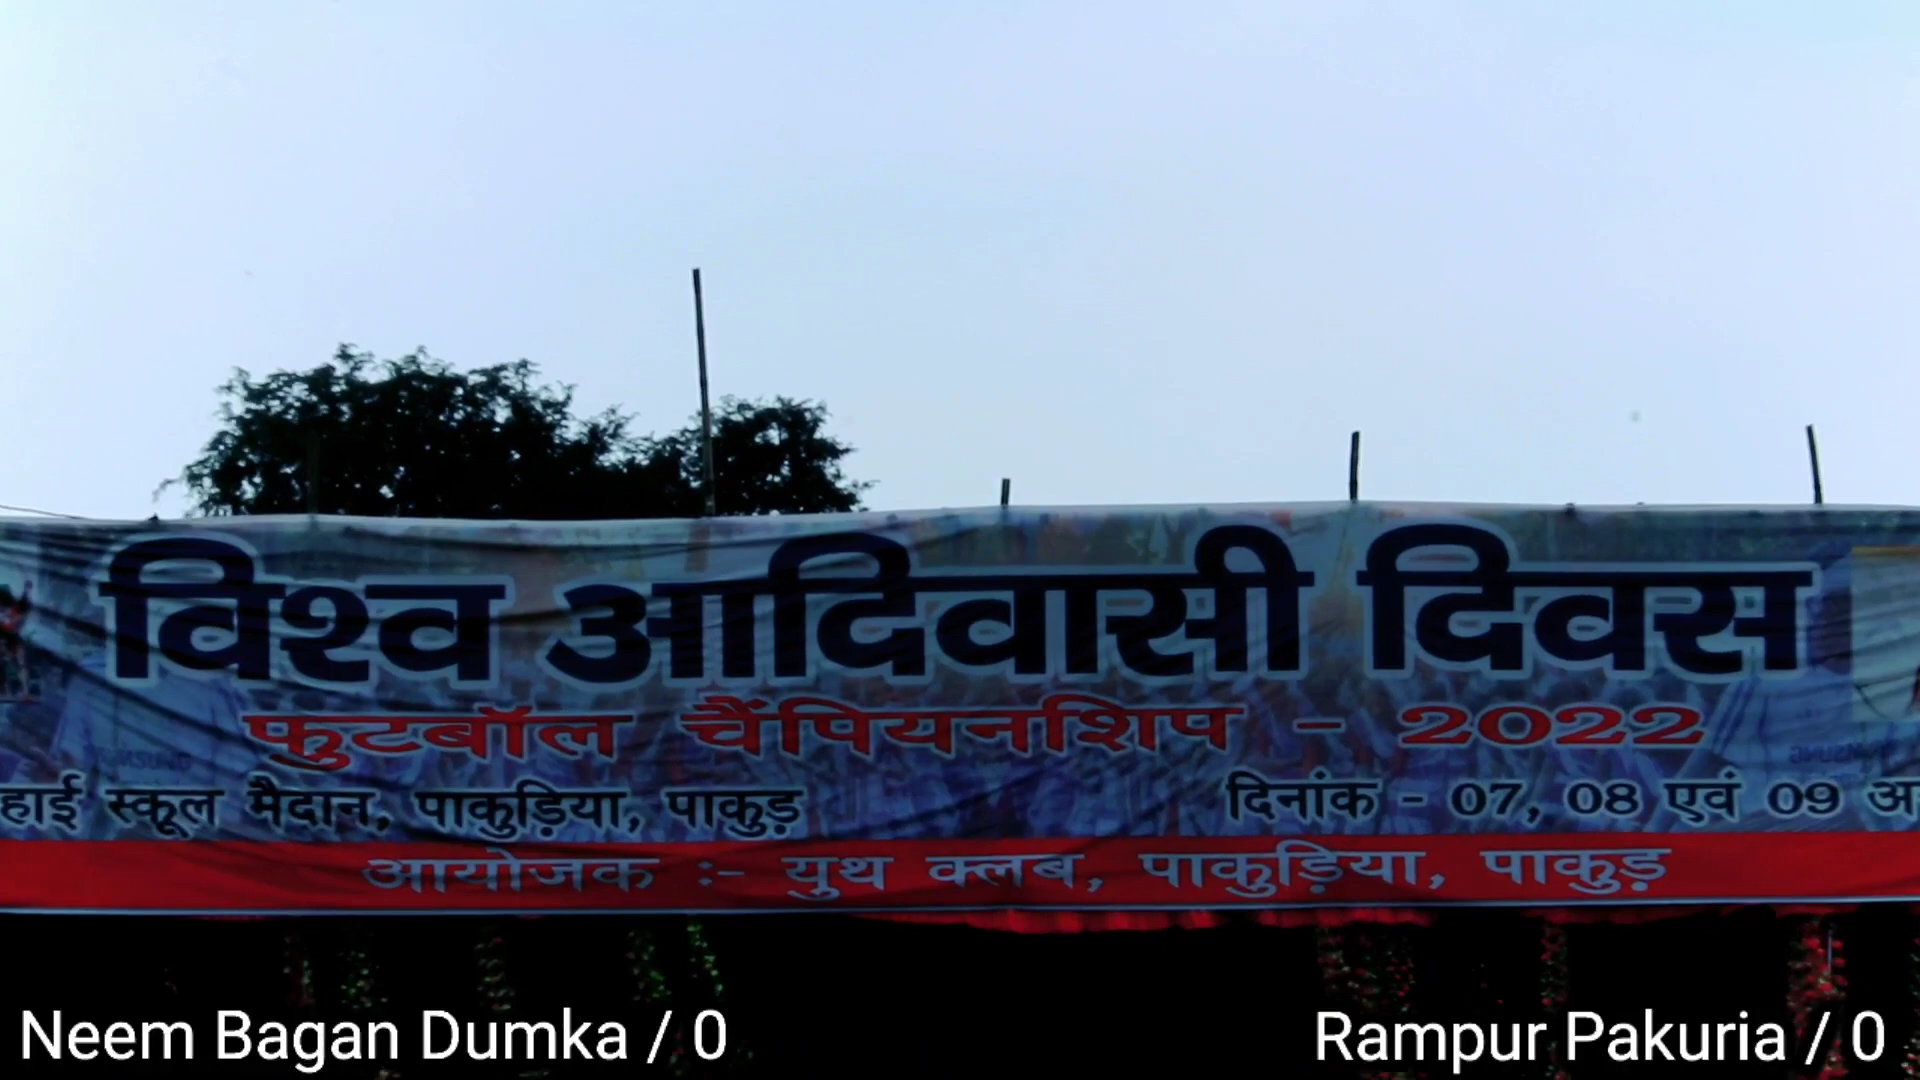 विश्व आदिवासी दिवस
फुटबॉल चैंपियनशिप - 2022
हाई स्कूल मैदान, पाकुड़िया, पाकुड़ दिनांक - 07, 08 एवं 09
आयोजक :- युथ क्लब, पाकुड़िया, पाकुड़
Neem Bagan Dumka / 0 Rampur Pakuria / 0